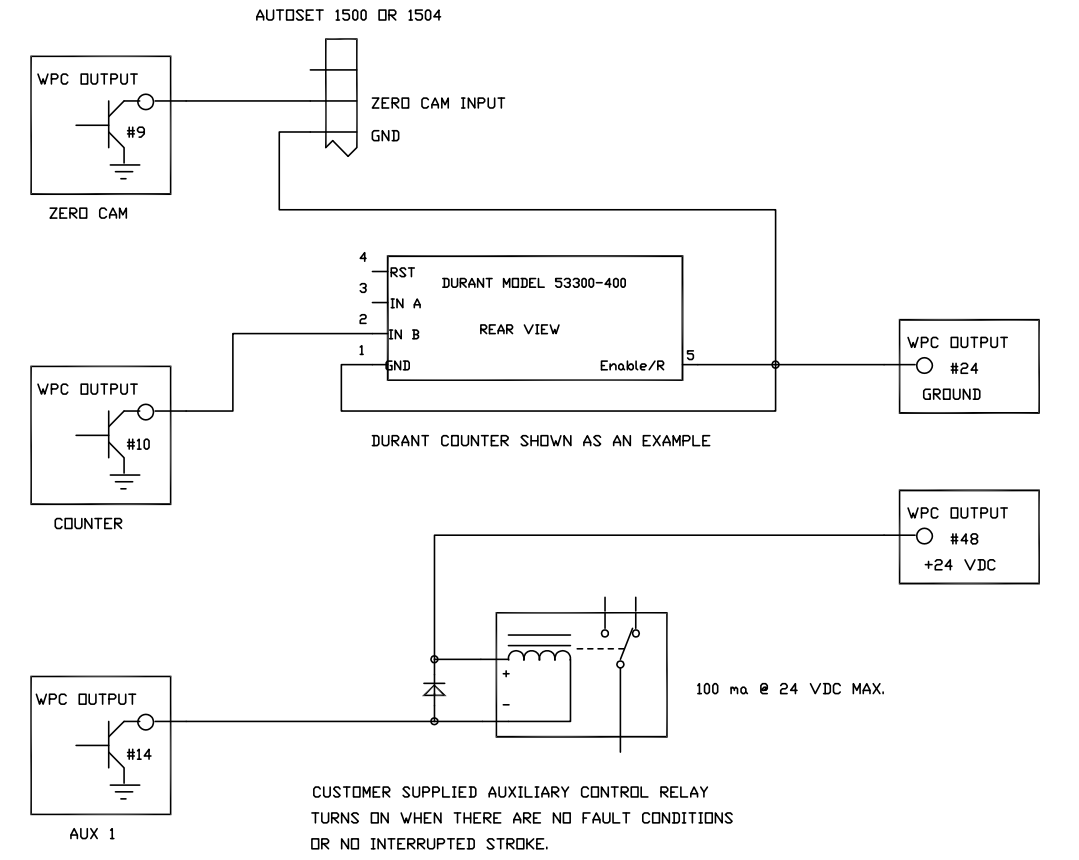 AUTOSET 1500 OR 1504
WPC OUTPUT
#9
ZERO CAM
ZERO CAM INPUT
GND
4
RST
3
IN A
2
IN B
1
GND
DURANT MODEL 53300-400
REAR VIEW
Enable/R
5
WPC OUTPUT
#24
GROUND
WPC OUTPUT
#10
COUNTER
DURANT COUNTER SHOWN AS AN EXAMPLE
WPC OUTPUT
#48
+24 VDC
+
-
100 ma @ 24 VDC MAX.
WPC OUTPUT
#14
AUX 1
CUSTOMER SUPPLIED AUXILIARY CONTROL RELAY
TURNS ON WHEN THERE ARE NO FAULT CONDITIONS
OR NO INTERRUPTED STROKE.